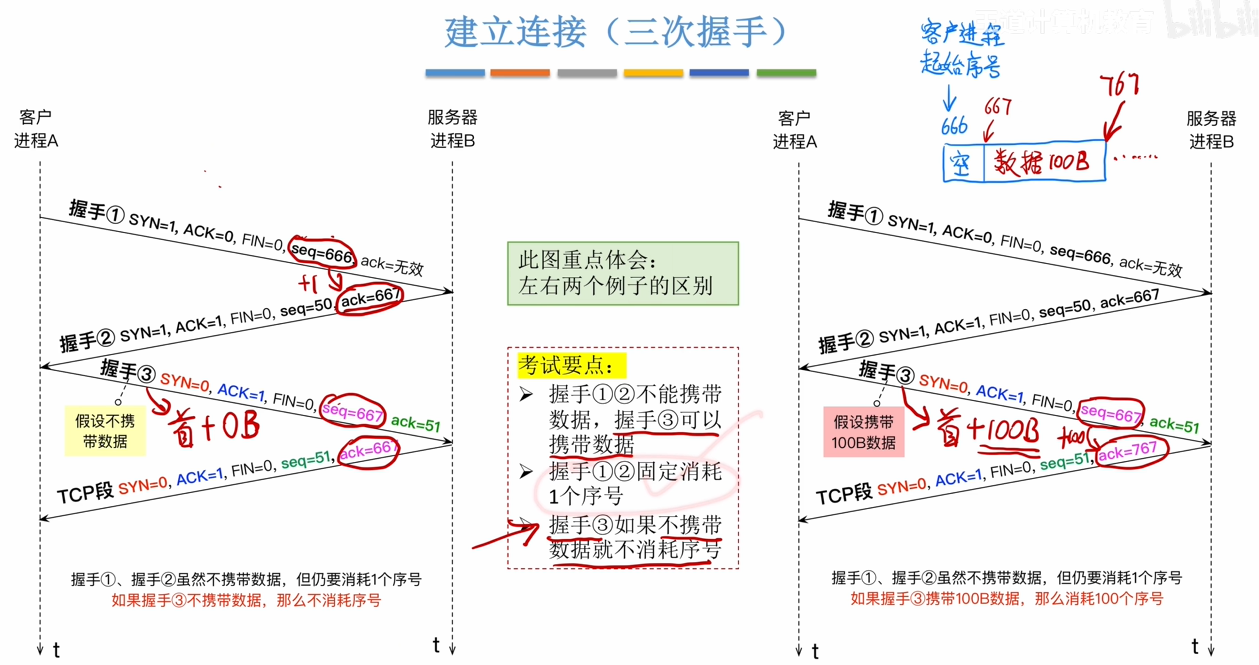 建立连接（三次握手）
bilibili
客户进程
起始序号
666
667
767
空
数据100B
……
客户
进程A
服务器
进程B
握手① SYN=1, ACK=0, FIN=0, seq=666, ack=无效
+1
握手② SYN=1, ACK=1, FIN=0, seq=50, ack=667
握手③ SYN=0, ACK=1, FIN=0, seq=667, ack=51
假设不携
带数据
首+0B
TCP段 SYN=0, ACK=1, FIN=0, seq=51, ack=667
握手①、握手②虽然不携带数据，但仍要消耗1个序号
如果握手③不携带数据，那么不消耗序号
t
t
此图重点体会：
左右两个例子的区别
考试要点：
握手①②不能携带
数据，握手③可以
携带数据
握手①②固定消耗
1个序号
握手③如果不携带
数据就不消耗序号
客户
进程A
服务器
进程B
握手① SYN=1, ACK=0, FIN=0, seq=666, ack=无效
握手② SYN=1, ACK=1, FIN=0, seq=50, ack=667
握手③ SYN=0, ACK=1, FIN=0, seq=667, ack=51
假设携带
100B数据
首+100B
+100
TCP段 SYN=0, ACK=1, FIN=0, seq=51, ack=767
握手①、握手②虽然不携带数据，但仍要消耗1个序号
如果握手③携带100B数据，那么消耗100个序号
t
t